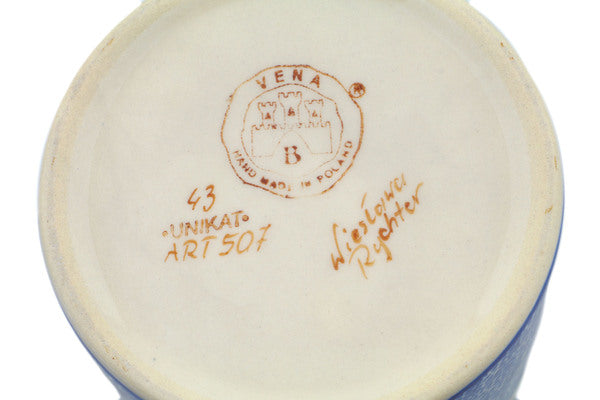 VENA
B
HAND MADE IN POLAND
43
•UNIKAT•
ART 507
Wiesława
Rychter